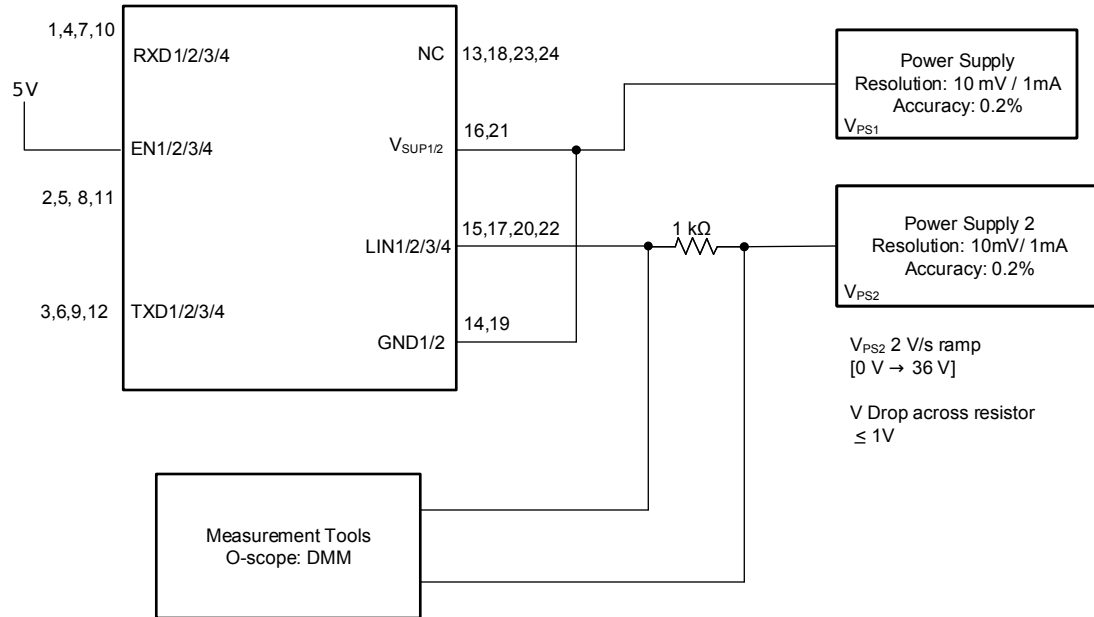 1,4,7,10
RXD1/2/3/4
NC
13,18,23,24
5V
EN1/2/3/4
VSUP1/2
16,21
2,5, 8,11
LIN1/2/3/4
15,17,20,22
1 kΩ
3,6,9,12
TXD1/2/3/4
GND1/2
14,19
Power Supply
Resolution: 10 mV / 1mA
Accuracy: 0.2%
VPS1
Power Supply 2
Resolution: 10mV/ 1mA
Accuracy: 0.2%
VPS2
VPS2 2 V/s ramp
[0 V → 36 V]
V Drop across resistor
≤ 1V
Measurement Tools
O-scope: DMM